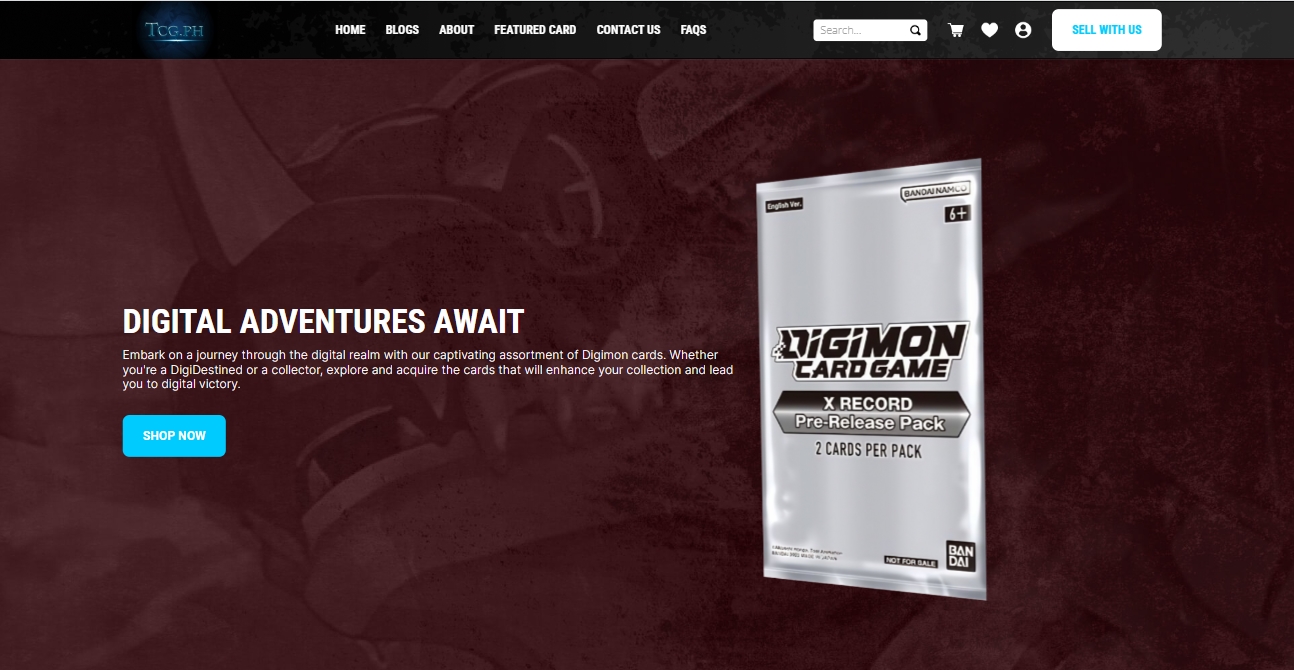 TCG.PH
HOME
BLOGS
ABOUT
FEATURED CARD
CONTACT US
FAQS
Search...
SELL WITH US
DIGITAL ADVENTURES AWAIT
Embark on a journey through the digital realm with our captivating assortment of Digimon cards. Whether
you're a DigiDestined or a collector, explore and acquire the cards that will enhance your collection and lead
you to digital victory.
SHOP NOW
English Ver.
BANDAI NAMCO
6+
DIGIMON
CARD GAME
X RECORD
Pre-Release Pack
2 CARDS PER PACK
NOT FOR SALE
BAN
DAI